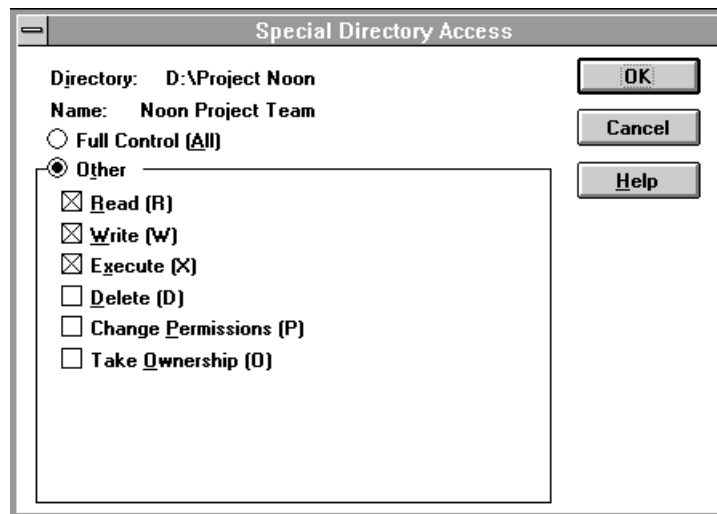 Special Directory Access
Directory: D:\Project Noon
Name: Noon Project Team
Full Control (All)
Other
Read (R)
Write (W)
Execute (X)
Delete (D)
Change Permissions (P)
Take Ownership (O)
OK
Cancel
Help